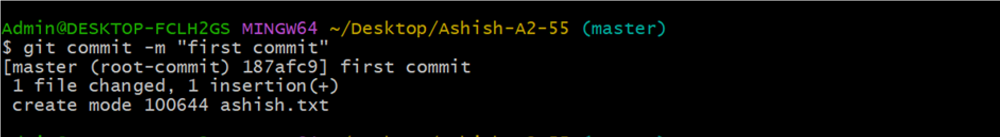 Admin@DESKTOP-FCLH2GS MINGW64 ~/Desktop/Ashish-A2-55 (master)
$ git commit -m "first commit"
[master (root-commit) 187afc9] first commit
1 file changed, 1 insertion(+)
create mode 100644 ashish.txt